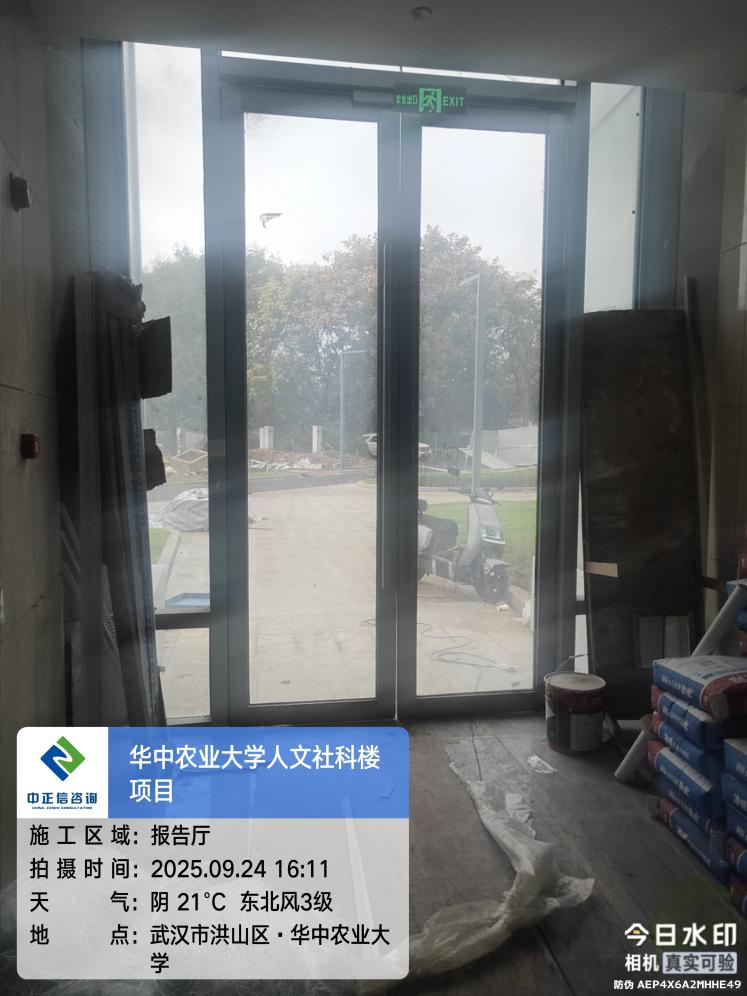 安全出口 EXIT
华中农业大学人文社科楼
项目
中正信咨询
施工区域：报告厅
拍摄时间：2025.09.24 16:11
天气：阴 21℃ 东北风3级
地点：武汉市洪山区·华中农业大
学
今日水印
相机 真实可验
防伪 AEP4X6A2MHHE49